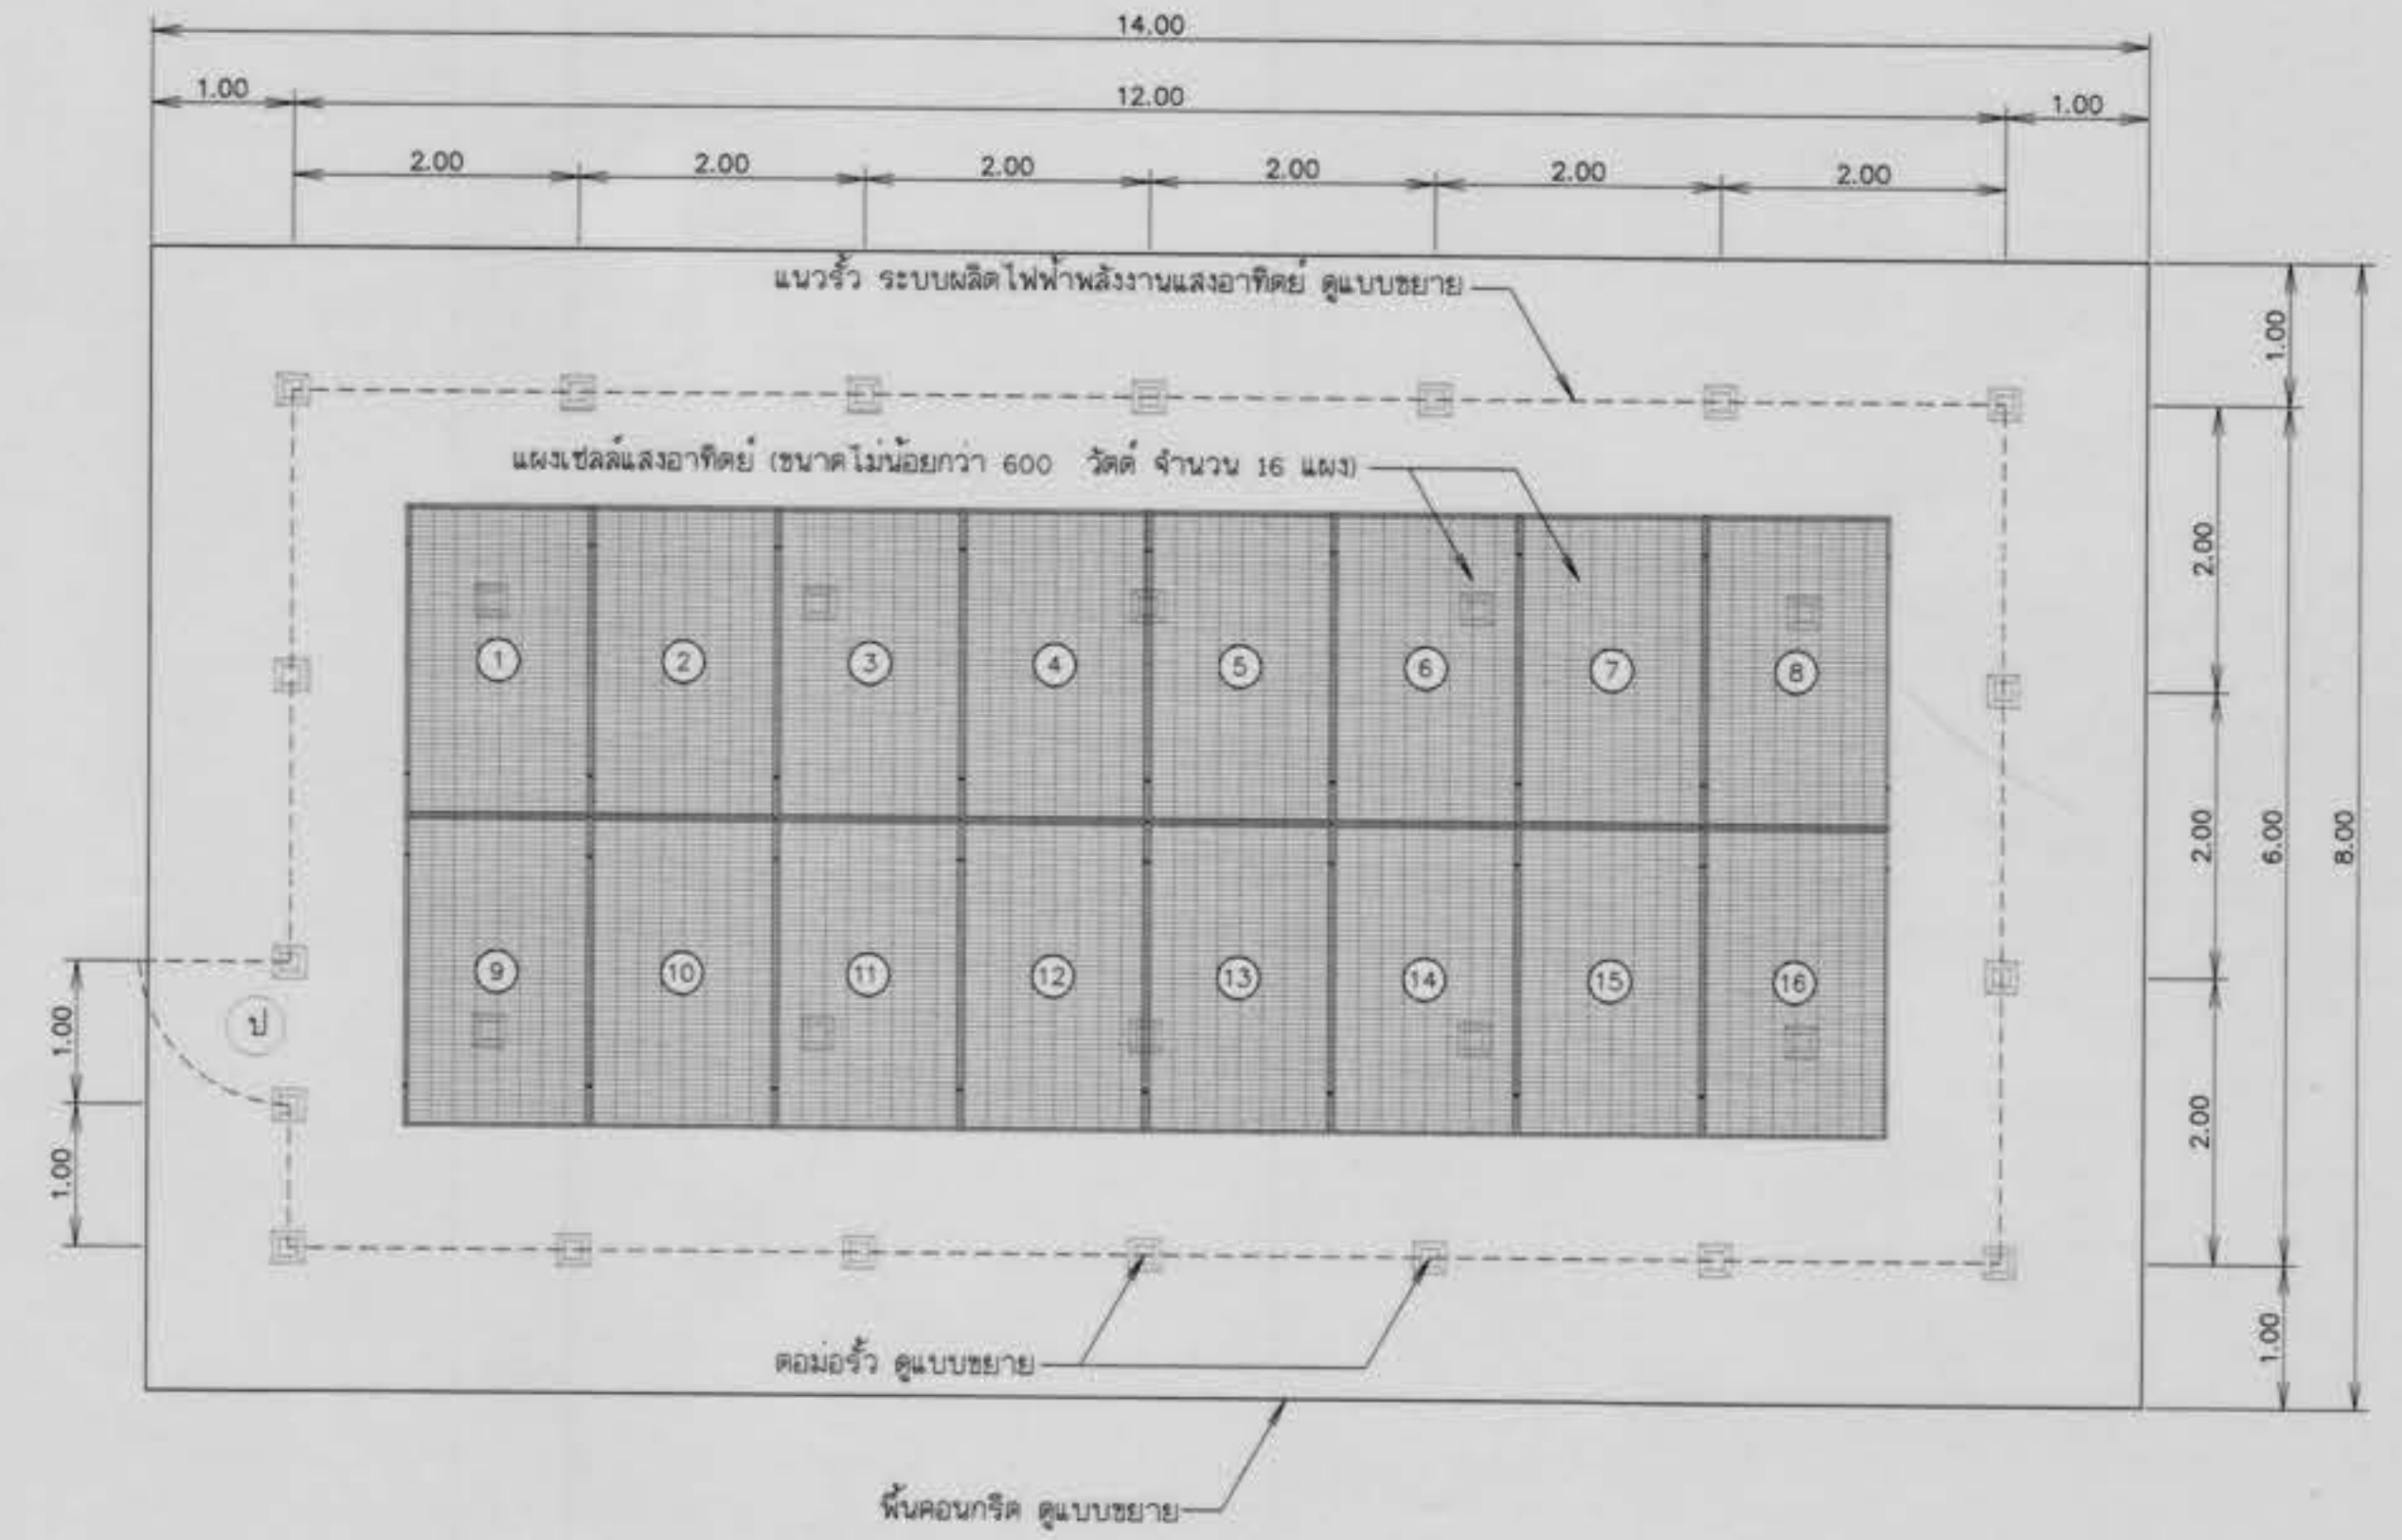 14.00
1.00 12.00 1.00
2.00 2.00 2.00 2.00 2.00 2.00
แนวรั้ว ระบบผลิตไฟฟ้าพลังงานแสงอาทิตย์ ดูแบบขยาย
1.00
แผงเซลล์แสงอาทิตย์ (ขนาดไม่น้อยกว่า 600 วัตต์ จำนวน 16 แผง)
2.00
1 2 3 4 5 6 7 8
2.00 6.00 8.00
9 10 11 12 13 14 15 16
1.00 ป
2.00
1.00
1.00
ตอม่อรั้ว ดูแบบขยาย
พื้นคอนกรีต ดูแบบขยาย